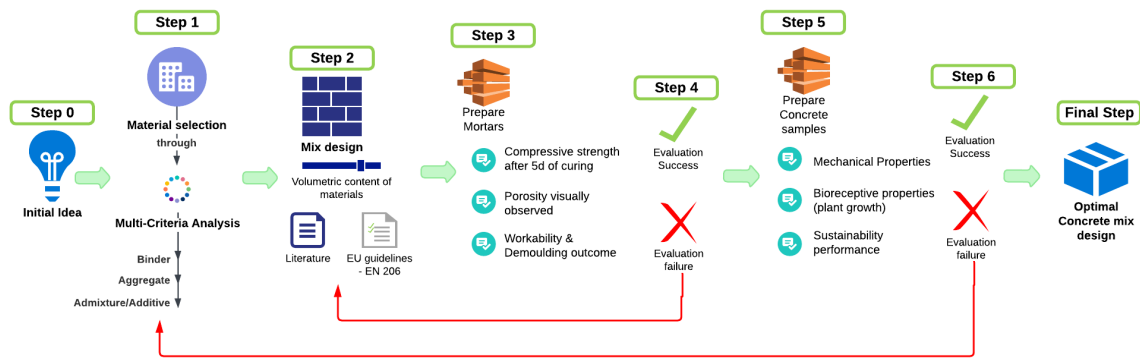 Step 0
Initial Idea
Step 1
Material selection
through
Multi-Criteria Analysis
Binder
Aggregate
Admixture/Additive
Step 2
Mix design
Volumetric content of
materials
Literature
EU guidelines
- EN 206
Step 3
Prepare
Mortars
Compressive strength
after 5d of curing
Porosity visually
observed
Workability &
Demoulding outcome
Step 4
Evaluation
Success
Evaluation
failure
Step 5
Prepare
Concrete
samples
Mechanical Properties
Bioreceptive properties
(plant growth)
Sustainability
performance
Step 6
Evaluation
Success
Evaluation
failure
Final Step
Optimal
Concrete mix
design